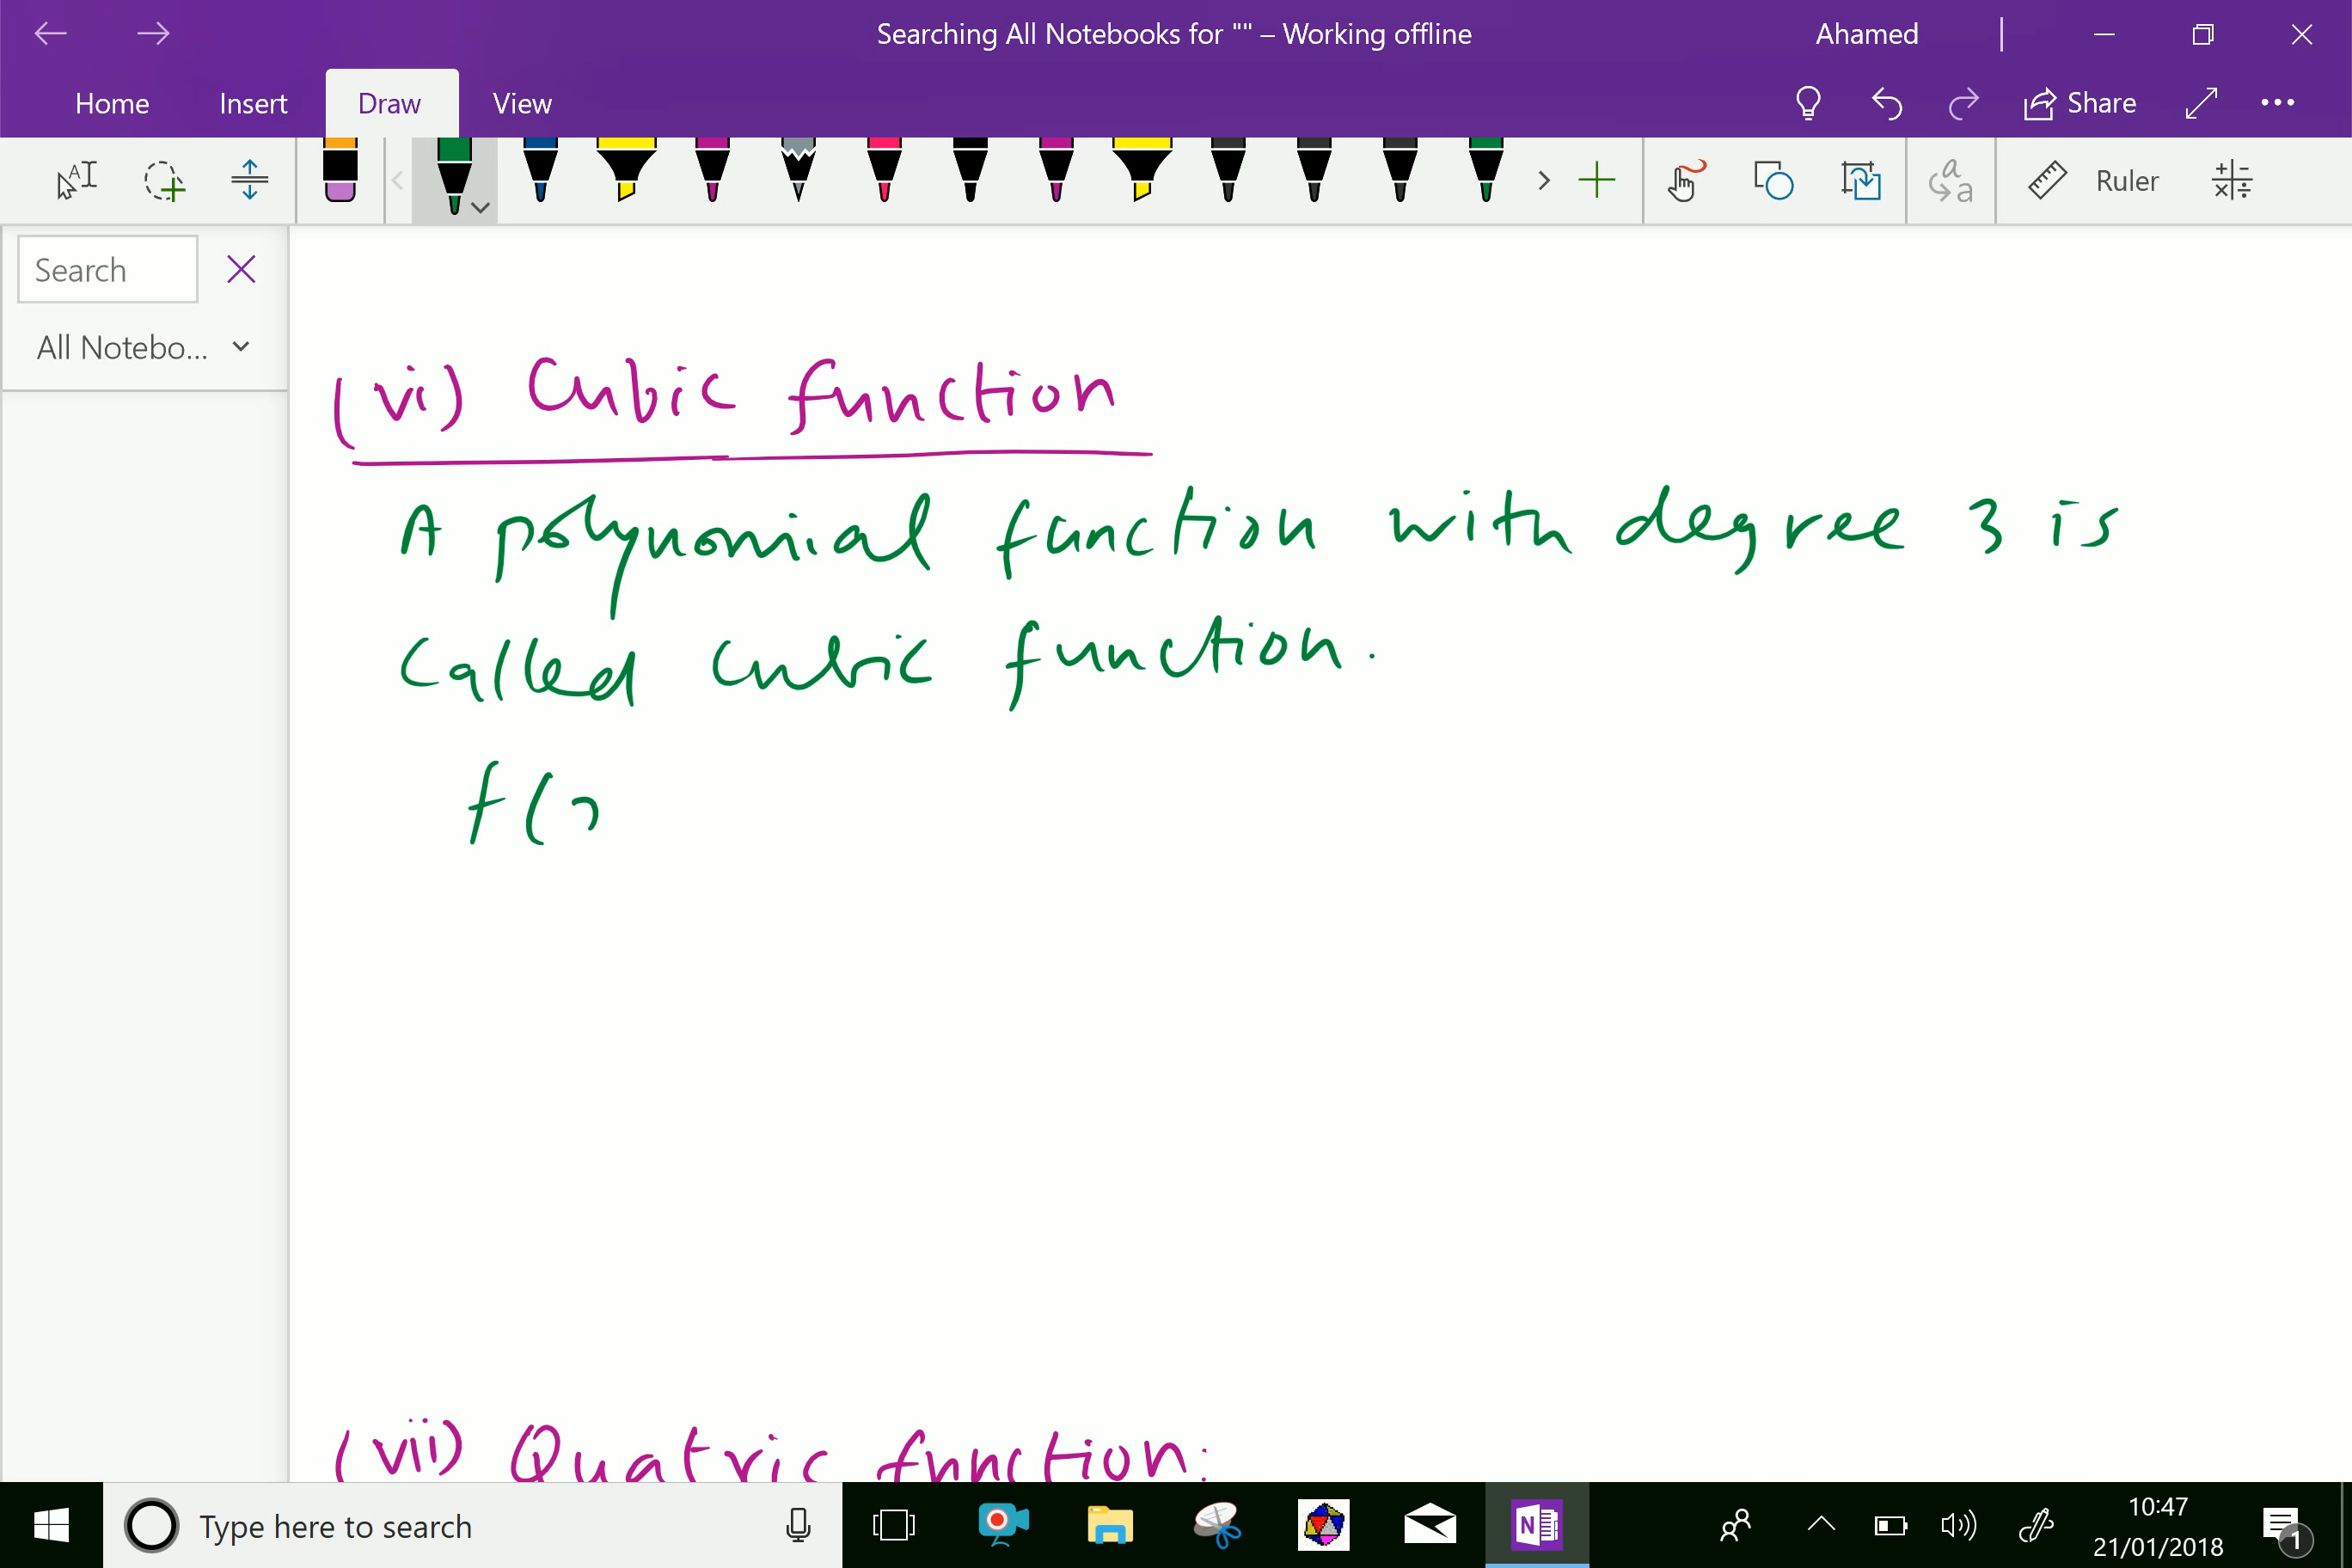 Searching All Notebooks for "" – Working offline
Ahamed
Home Insert Draw View
Share
Ruler
Search
All Notebo...
(vi) Cubic function
A polynomial function with degree 3 is
called cubic function.
f(
(vii) Quatric function:
Type here to search
N
10:47
21/01/2018
1